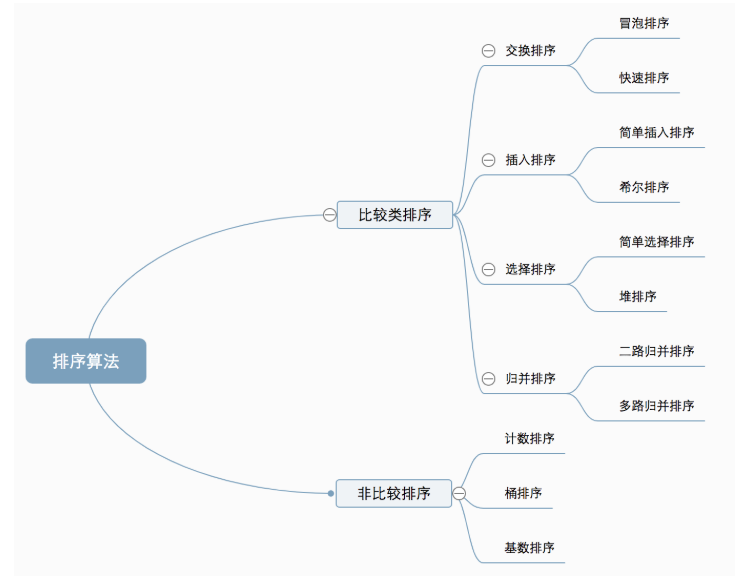 排序算法
比较类排序
交换排序
冒泡排序
快速排序
插入排序
简单插入排序
希尔排序
选择排序
简单选择排序
堆排序
归并排序
二路归并排序
多路归并排序
非比较排序
计数排序
桶排序
基数排序